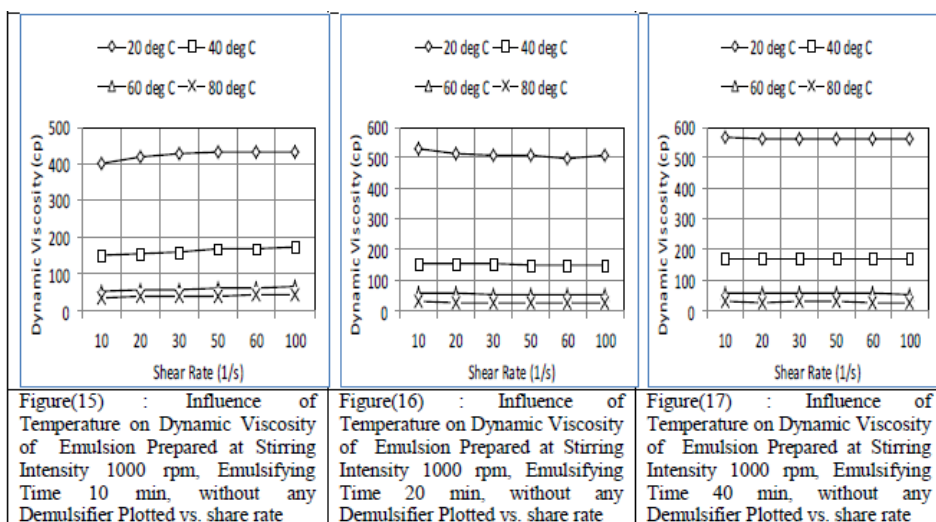 20 deg C 40 deg C
60 deg C 80 deg C
Dynamic Viscosity (cp)
500
400
300
200
100
0
10 20 30 50 60 100
Shear Rate (1/s)
Figure(15) : Influence of
Temperature on Dynamic Viscosity
of Emulsion Prepared at Stirring
Intensity 1000 rpm, Emulsifying
Time 10 min, without any
Demulsifier Plotted vs. share rate
20 deg C 40 deg C
60 deg C 80 deg C
Dynamic Viscosity (cp)
600
500
400
300
200
100
0
10 20 30 50 60 100
Shear Rate (1/s)
Figure(16) : Influence of
Temperature on Dynamic Viscosity
of Emulsion Prepared at Stirring
Intensity 1000 rpm, Emulsifying
Time 20 min, without any
Demulsifier Plotted vs. share rate
20 deg C 40 deg C
60 deg C 80 deg C
Dynamic Viscosity (cp)
600
500
400
300
200
100
0
10 20 30 50 60 100
Shear Rate (1/s)
Figure(17) : Influence of
Temperature on Dynamic Viscosity
of Emulsion Prepared at Stirring
Intensity 1000 rpm, Emulsifying
Time 40 min, without any
Demulsifier Plotted vs. share rate